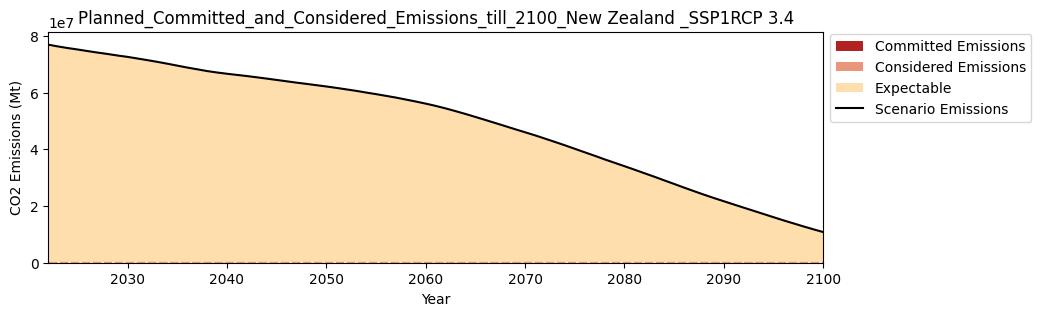 Planned_Committed_and_Considered_Emissions_till_2100_New Zealand _SSP1RCP 3.4
1e7
8
6
4
2
0
CO2 Emissions (Mt)
2030 2040 2050 2060 2070 2080 2090 2100
Year
Committed Emissions
Considered Emissions
Expectable
Scenario Emissions